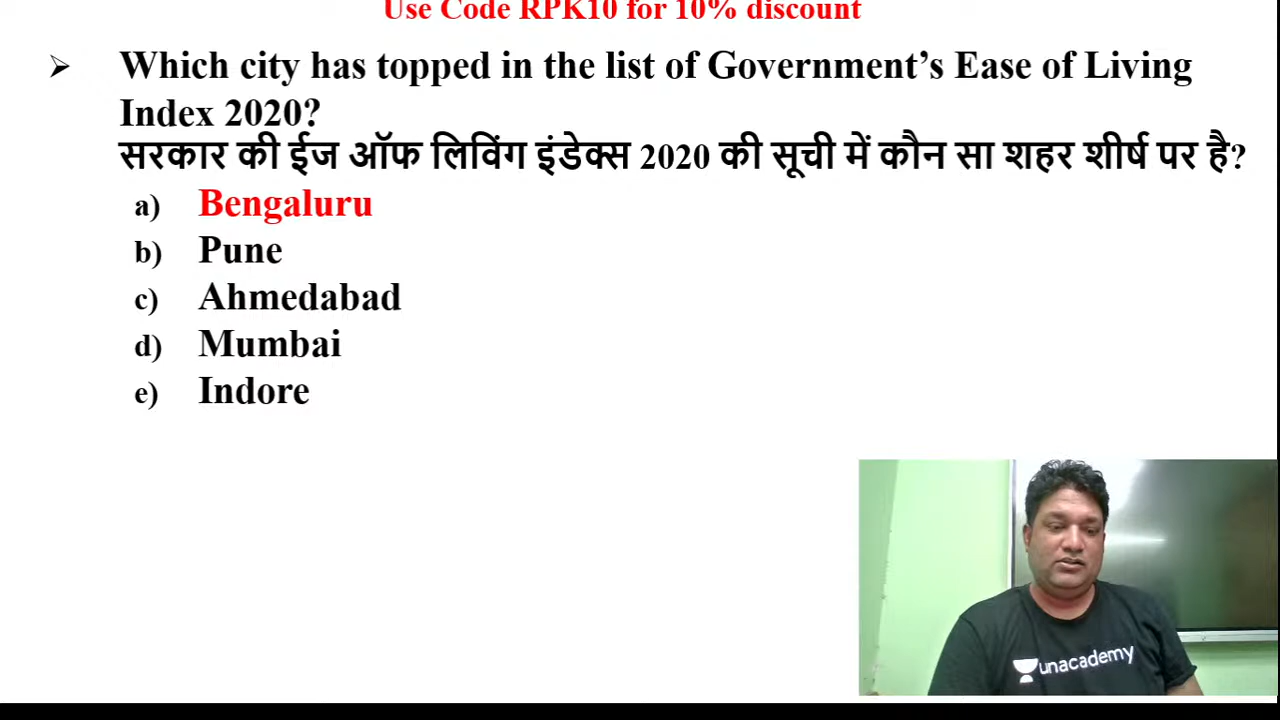 Use Code RPK10 for 10% discount
➢ Which city has topped in the list of Government’s Ease of Living
Index 2020?
सरकार की ईज ऑफ लिविंग इंडेक्स 2020 की सूची में कौन सा शहर शीर्ष पर है?
a) Bengaluru
b) Pune
c) Ahmedabad
d) Mumbai
e) Indore
unacademy